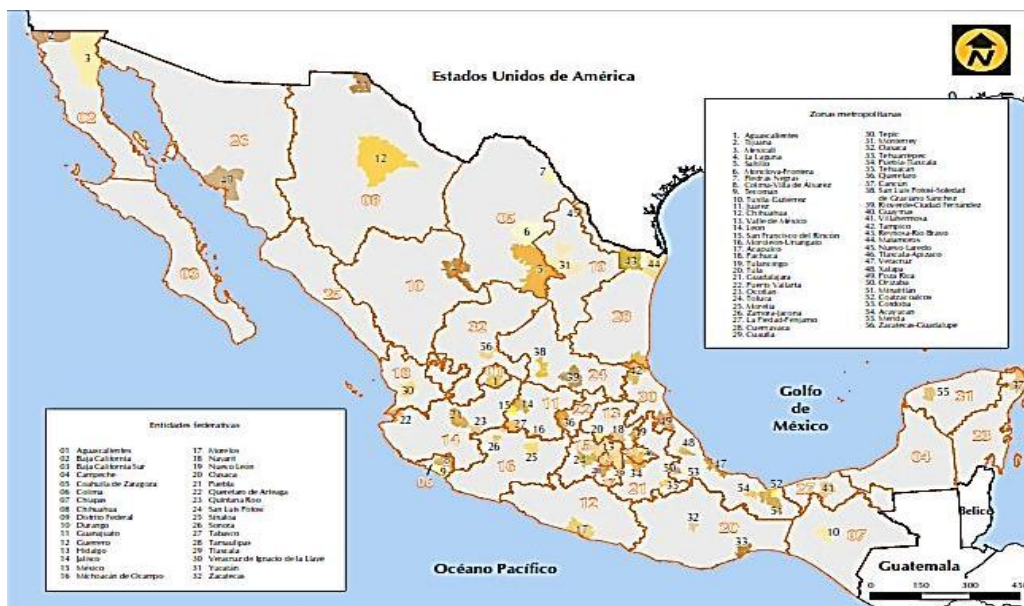 N
Estados Unidos de América
Zonas metropolitanas
1. Aguascalientes
2. Tijuana
3. Mexicali
4. La Laguna
5. Saltillo
6. Monclova-Frontera
7. Piedras Negras
8. Colima-Villa de Álvarez
9. Tecomán
10. Tuxtla Gutiérrez
11. Juárez
12. Chihuahua
13. Valle de México
14. León
15. San Francisco del Rincón
16. Moroleón-Uriangato
17. Acapulco
18. Pachuca
19. Tulancingo
20. Tula
21. Guadalajara
22. Puerto Vallarta
23. Ocotlán
24. Toluca
25. Morelia
26. Zamora-Jacona
27. La Piedad-Pénjamo
28. Cuernavaca
29. Cuautla
30. Tepic
31. Monterrey
32. Oaxaca
33. Tehuantepec
34. Puebla-Tlaxcala
35. Tehuacán
36. Querétaro
37. Cancún
38. San Luis Potosí-Soledad
de Graciano Sánchez
39. Rioverde-Ciudad Fernández
40. Guaymas
41. Villahermosa
42. Tampico
43. Reynosa-Río Bravo
44. Matamoros
45. Nuevo Laredo
46. Tlaxcala-Apizaco
47. Veracruz
48. Xalapa
49. Poza Rica
50. Orizaba
51. Minatitlán
52. Coatzacoalcos
53. Córdoba
54. Acayucan
55. Mérida
56. Zacatecas-Guadalupe
Golfo
de
México
Entidades federativas
01 Aguascalientes
02 Baja California
03 Baja California Sur
04 Campeche
05 Coahuila de Zaragoza
06 Colima
07 Chiapas
08 Chihuahua
09 Distrito Federal
10 Durango
11 Guanajuato
12 Guerrero
13 Hidalgo
14 Jalisco
15 México
16 Michoacán de Ocampo
17 Morelos
18 Nayarit
19 Nuevo León
20 Oaxaca
21 Puebla
22 Querétaro de Arteaga
23 Quintana Roo
24 San Luis Potosí
25 Sinaloa
26 Sonora
27 Tabasco
28 Tamaulipas
29 Tlaxcala
30 Veracruz de Ignacio de la Llave
31 Yucatán
32 Zacatecas
Belice
Guatemala
Océano Pacífico
0 150 300 450